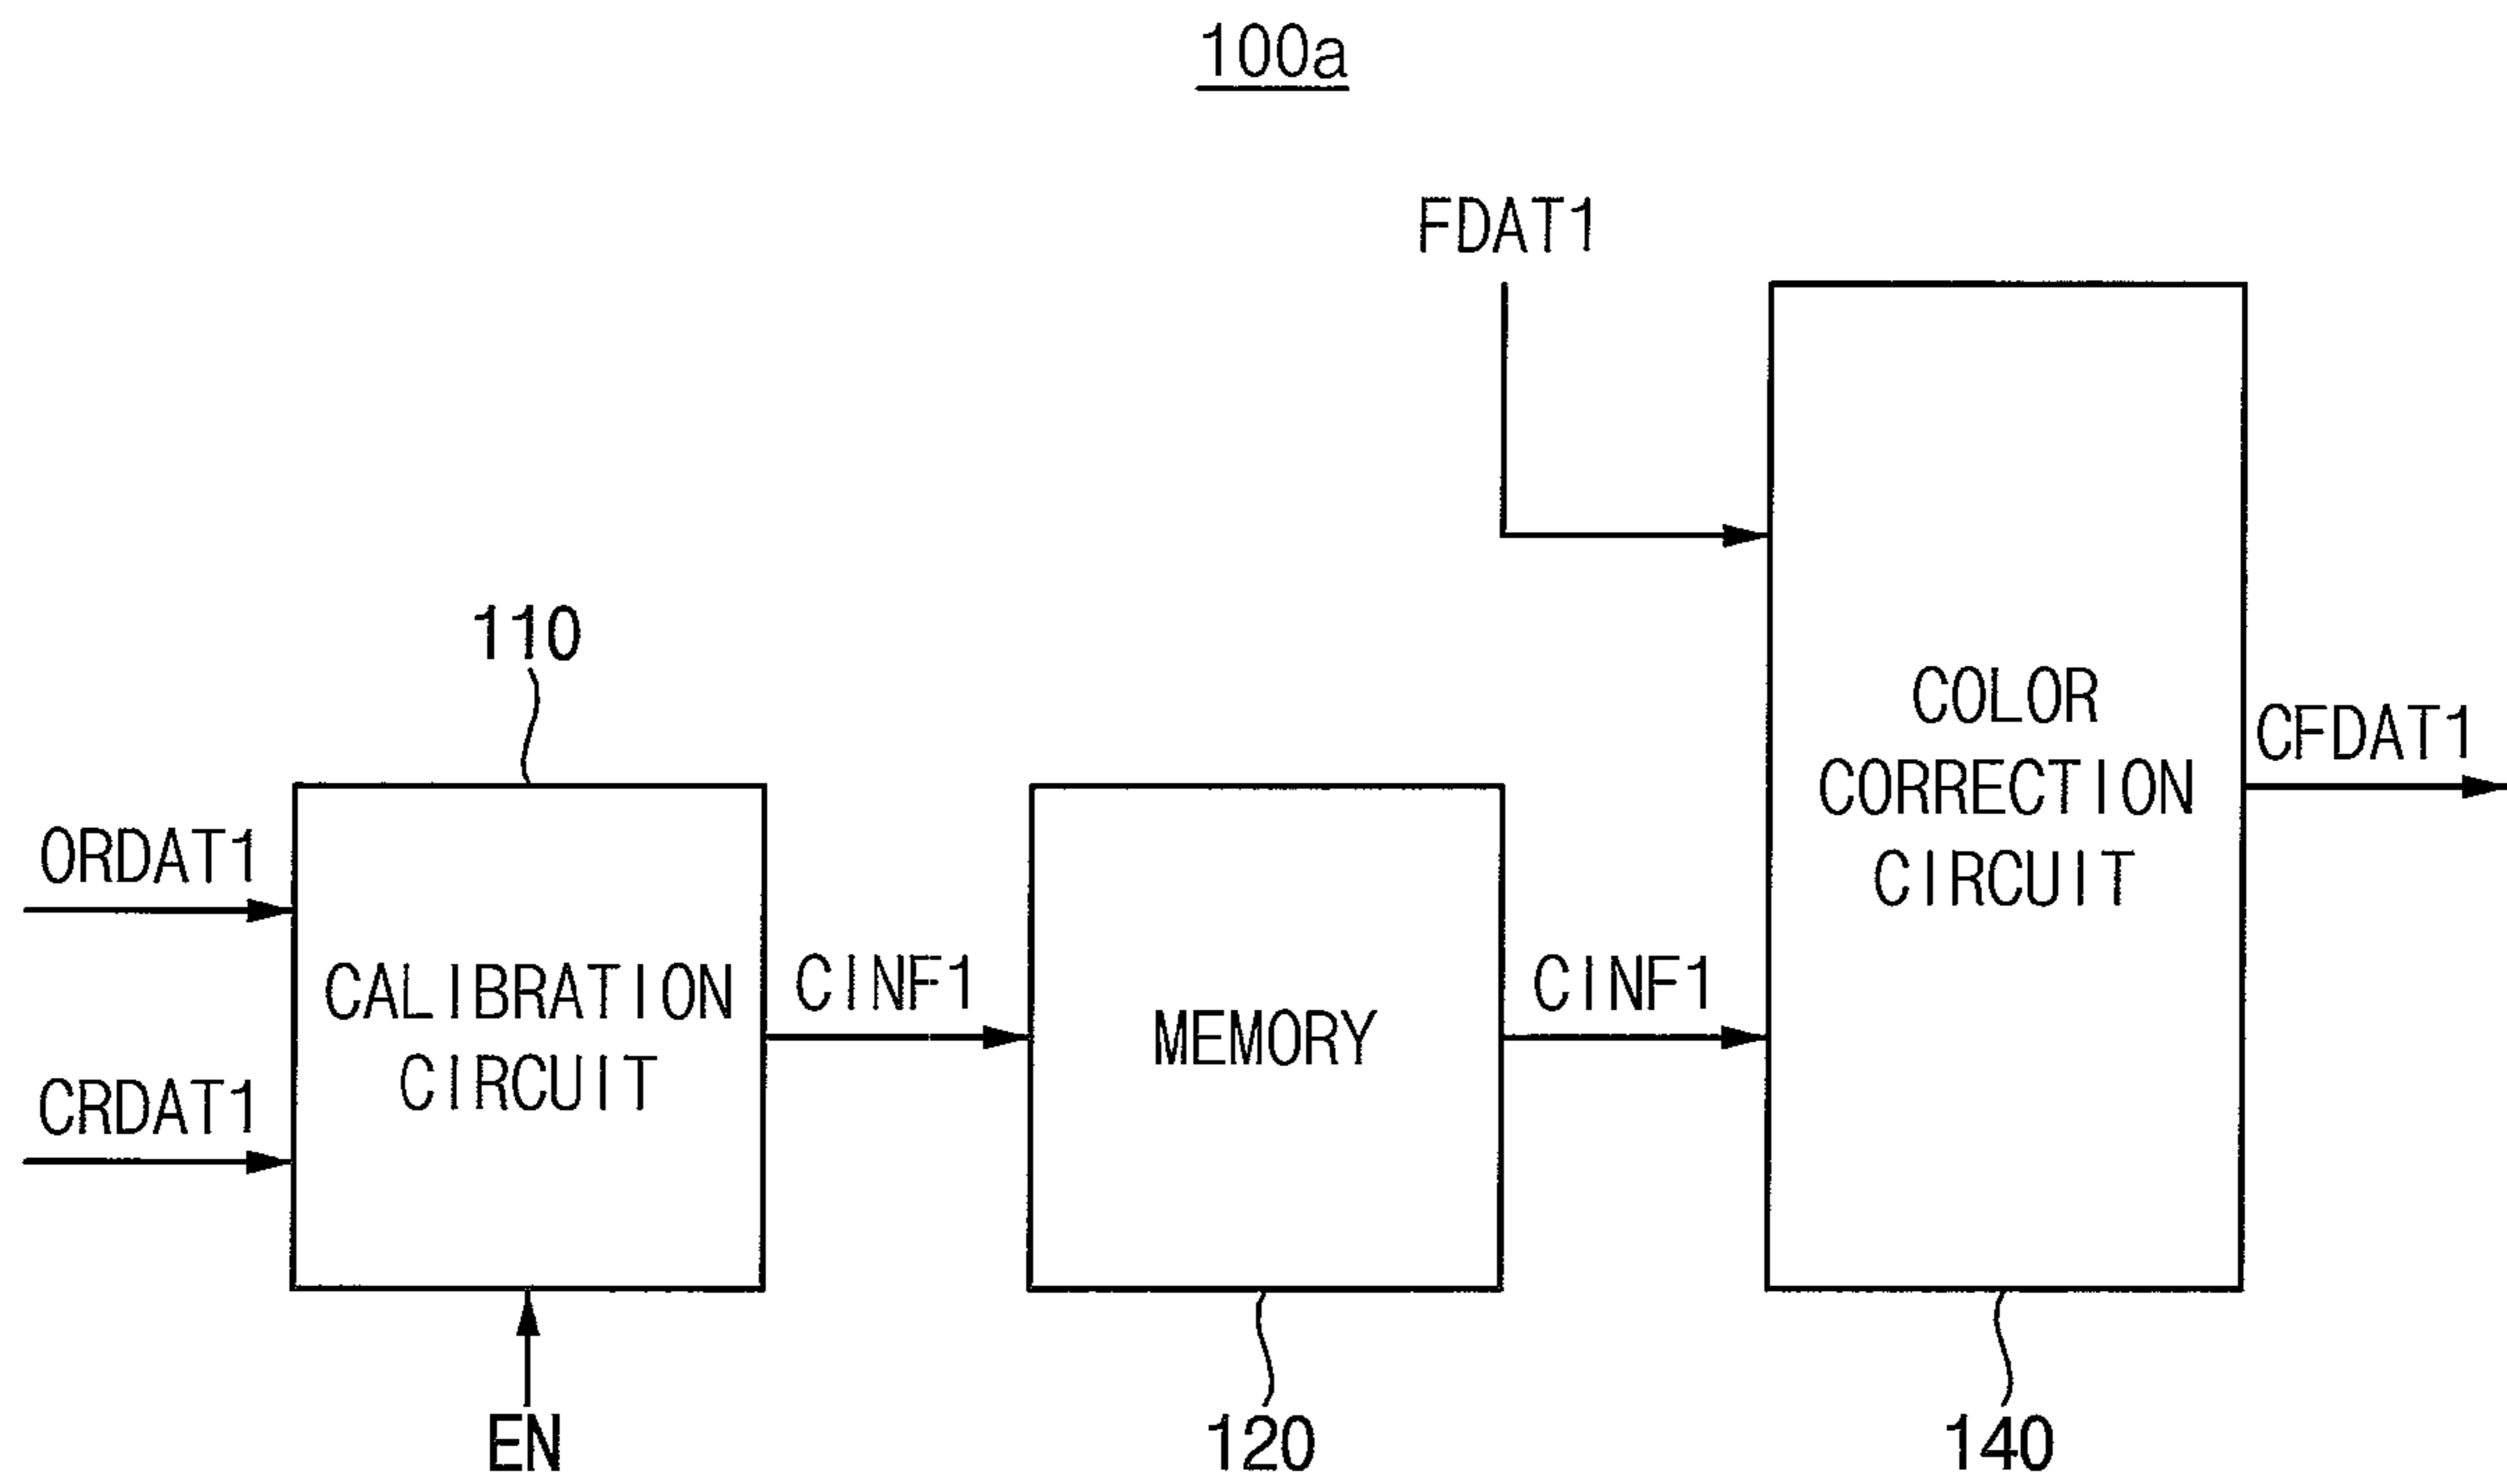 100a
FDAT1
110
COLOR
CORRECTION
CIRCUIT
CFDAT1
ORDAT1
CRDAT1
CALIBRATION
CIRCUIT
CINF1
MEMORY
CINF1
EN
120
140